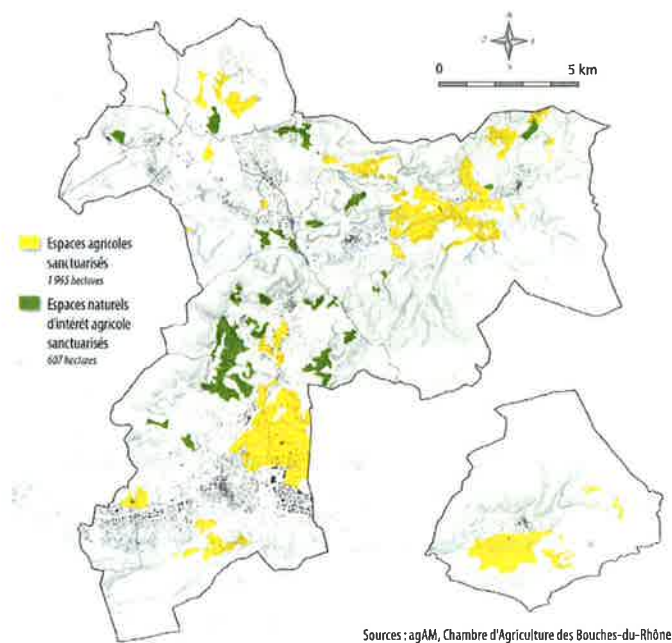 0 5 km
Espaces agricoles
sanctuarisés
1 965 hectares
Espaces naturels
d'intérêt agricole
sanctuarisés
607 hectares
Sources : agAM, Chambre d'Agriculture des Bouches-du-Rhône